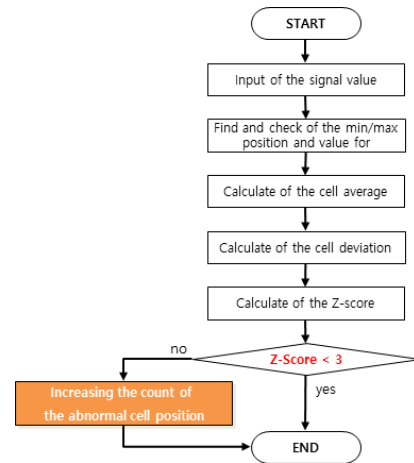 START
Input of the signal value
Find and check of the min/max
position and value for
Calculate of the cell average
Calculate of the cell deviation
Calculate of the Z-score
no
Z-Score < 3
Increasing the count of
the abnormal cell position
yes
END